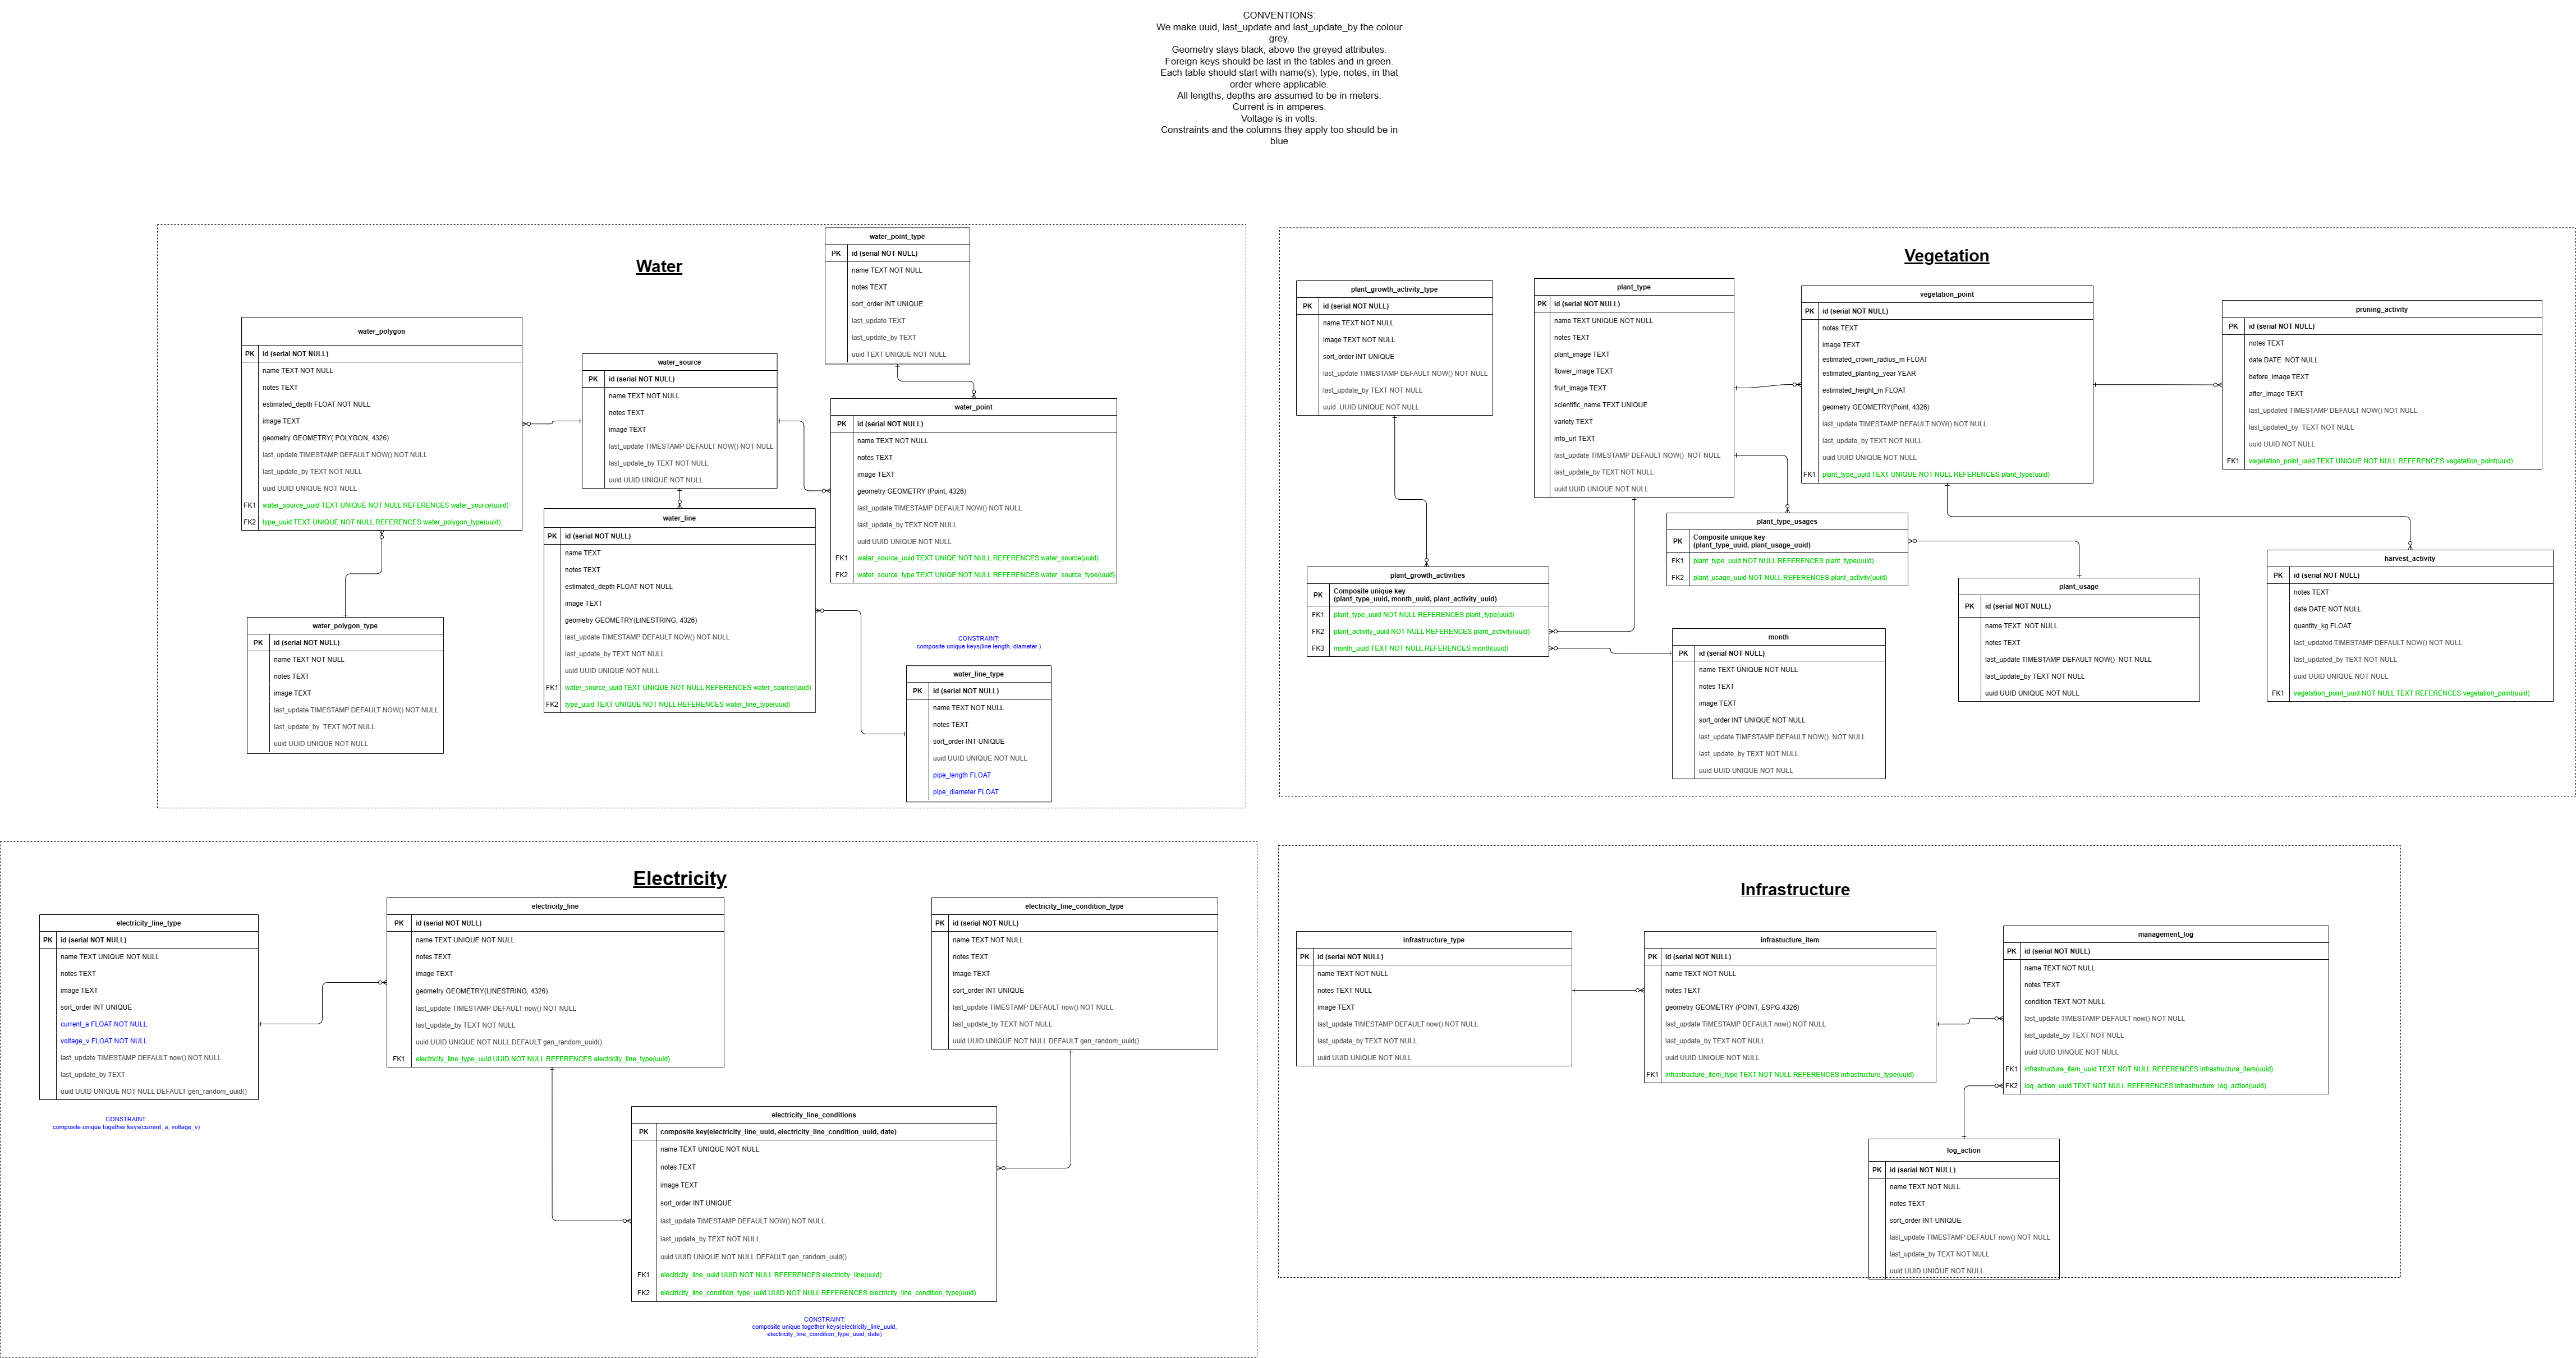 CONVENTIONS:
We make uuid, last_update and last_update_by the colour
grey.
Geometry stays black, above the greyed attributes.
Foreign keys should be last in the tables and in green.
Each table should start with name(s), type, notes, in that
order where applicable.
All lengths, depths are assumed to be in meters.
Current is in amperes.
Voltage is in volts.
Constraints and the columns they apply too should be in
blue
Water
water_point_type
PK id (serial NOT NULL)
name TEXT NOT NULL
notes TEXT
sort_order INT UNIQUE
last_update TEXT
last_update_by TEXT
uuid TEXT UNIQUE NOT NULL
water_polygon
PK id (serial NOT NULL)
name TEXT NOT NULL
notes TEXT
estimated_depth FLOAT NOT NULL
image TEXT
geometry GEOMETRY( POLYGON, 4326)
last_update TIMESTAMP DEFAULT NOW() NOT NULL
last_update_by TEXT NOT NULL
uuid UUID UNIQUE NOT NULL
FK1 water_source_uuid TEXT UNIQUE NOT NULL REFERENCES water_source(uuid)
FK2 type_uuid TEXT UNIQUE NOT NULL REFERENCES water_polygon_type(uuid)
water_source
PK id (serial NOT NULL)
name TEXT NOT NULL
notes TEXT
image TEXT
last_update TIMESTAMP DEFAULT NOW() NOT NULL
last_update_by TEXT NOT NULL
uuid UUID UNIQUE NOT NULL
water_point
PK id (serial NOT NULL)
name TEXT NOT NULL
notes TEXT
image TEXT
geometry GEOMETRY (Point, 4326)
last_update TIMESTAMP DEFAULT NOW() NOT NULL
last_update_by TEXT NOT NULL
uuid UUID UNIQUE NOT NULL
FK1 water_source_uuid TEXT UNIQE NOT NULL REFERENCES water_source(uuid)
FK2 water_source_type TEXT UNIQE NOT NULL REFERENCES water_source_type(uuid)
water_line
PK id (serial NOT NULL)
name TEXT
notes TEXT
estimated_depth FLOAT NOT NULL
image TEXT
geometry GEOMETRY(LINESTRING, 4326)
last_update TIMESTAMP DEFAULT NOW() NOT NULL
last_update_by TEXT NOT NULL
uuid UUID UNIQUE NOT NULL
FK1 water_source_uuid TEXT UNIQUE NOT NULL REFERENCES water_source(uuid)
FK2 type_uuid TEXT UNIQUE NOT NULL REFERENCES water_line_type(uuid)
water_polygon_type
PK id (serial NOT NULL)
name TEXT NOT NULL
notes TEXT
image TEXT
last_update TIMESTAMP DEFAULT NOW() NOT NULL
last_update_by TEXT NOT NULL
uuid UUID UNIQUE NOT NULL
CONSTRAINT:
composite unique keys(line length, diameter )
water_line_type
PK id (serial NOT NULL)
name TEXT NOT NULL
notes TEXT
sort_order INT UNIQUE
uuid UUID UNIQUE NOT NULL
pipe_length FLOAT
pipe_diameter FLOAT
Vegetation
plant_growth_activity_type
PK id (serial NOT NULL)
name TEXT NOT NULL
image TEXT NOT NULL
sort_order INT UNIQUE
last_update TIMESTAMP DEFAULT NOW() NOT NULL
last_update_by TEXT NOT NULL
uuid UUID UNIQUE NOT NULL
plant_type
PK id (serial NOT NULL)
name TEXT UNIQUE NOT NULL
notes TEXT
plant_image TEXT
flower_image TEXT
fruit_image TEXT
scientific_name TEXT UNIQUE
variety TEXT
info_url TEXT
last_update TIMESTAMP DEFAULT NOW() NOT NULL
last_update_by TEXT NOT NULL
uuid UUID UNIQUE NOT NULL
vegetation_point
PK id (serial NOT NULL)
notes TEXT
image TEXT
estimated_crown_radius_m FLOAT
estimated_planting_year YEAR
estimated_height_m FLOAT
geometry GEOMETRY(Point, 4326)
last_update TIMESTAMP DEFAULT NOW() NOT NULL
last_update_by TEXT NOT NULL
uuid UUID UNIQUE NOT NULL
FK1 plant_type_uuid TEXT UNIQUE NOT NULL REFERENCES plant_type(uuid)
pruning_activity
PK id (serial NOT NULL)
notes TEXT
date DATE NOT NULL
before_image TEXT
after_image TEXT
last_updated TIMESTAMP DEFAULT NOW() NOT NULL
last_updated_by TEXT NOT NULL
uuid UUID NOT NULL
FK1 vegetation_point_uuid TEXT UNIQUE NOT NULL REFERENCES vegetation_point(uuid)
plant_type_usages
PK Composite unique key
(plant_type_uuid, plant_usage_uuid)
FK1 plant_type_uuid NOT NULL REFERENCES plant_type(uuid)
FK2 plant_usage_uuid NOT NULL REFERENCES plant_activity(uuid)
plant_growth_activities
PK Composite unique key
(plant_type_uuid, month_uuid, plant_activity_uuid)
FK1 plant_type_uuid NOT NULL REFERENCES plant_type(uuid)
FK2 plant_activity_uuid NOT NULL REFERENCES plant_activity(uuid)
FK3 month_uuid TEXT NOT NULL REFERENCES month(uuid)
plant_usage
PK id (serial NOT NULL)
name TEXT NOT NULL
notes TEXT
last_update TIMESTAMP DEFAULT NOW() NOT NULL
last_update_by TEXT NOT NULL
uuid UUID UNIQUE NOT NULL
harvest_activity
PK id (serial NOT NULL)
notes TEXT
date DATE NOT NULL
quantity_kg FLOAT
last_updated TIMESTAMP DEFAULT NOW() NOT NULL
last_updated_by TEXT NOT NULL
uuid UUID UNIQUE NOT NULL
FK1 vegetation_point_uuid NOT NULL TEXT REFERENCES vegetation_point(uuid)
month
PK id (serial NOT NULL)
name TEXT UNIQUE NOT NULL
notes TEXT
image TEXT
sort_order INT UNIQUE NOT NULL
last_update TIMESTAMP DEFAULT NOW() NOT NULL
last_update_by TEXT NOT NULL
uuid UUID UNIQUE NOT NULL
Electricity
electricity_line_type
PK id (serial NOT NULL)
name TEXT UNIQUE NOT NULL
notes TEXT
image TEXT
sort_order INT UNIQUE
current_a FLOAT NOT NULL
voltage_v FLOAT NOT NULL
last_update TIMESTAMP DEFAULT now() NOT NULL
last_update_by TEXT
uuid UUID UNIQUE NOT NULL DEFAULT gen_random_uuid()
CONSTRAINT:
composite unique together keys(current_a, voltage_v)
electricity_line
PK id (serial NOT NULL)
name TEXT UNIQUE NOT NULL
notes TEXT
image TEXT
geometry GEOMETRY(LINESTRING, 4326)
last_update TIMESTAMP DEFAULT now() NOT NULL
last_update_by TEXT NOT NULL
uuid UUID UNIQUE NOT NULL DEFAULT gen_random_uuid()
FK1 electricity_line_type_uuid UUID NOT NULL REFERENCES electricity_line_type(uuid)
electricity_line_condition_type
PK id (serial NOT NULL)
name TEXT NOT NULL
notes TEXT
image TEXT
sort_order INT UNIQUE
last_update TIMESTAMP DEFAULT now() NOT NULL
last_update_by TEXT NOT NULL
uuid UUID UNIQUE NOT NULL DEFAULT gen_random_uuid()
electricity_line_conditions
PK composite key(electricity_line_uuid, electricity_line_condition_uuid, date)
name TEXT UNIQUE NOT NULL
notes TEXT
image TEXT
sort_order INT UNIQUE
last_update TIMESTAMP DEFAULT NOW() NOT NULL
last_update_by TEXT NOT NULL
uuid UUID UNIQUE NOT NULL DEFAULT gen_random_uuid()
FK1 electricity_line_uuid UUID NOT NULL REFERENCES electricity_line(uuid)
FK2 electricity_line_condition_type_uuid UUID NOT NULL REFERENCES electricity_line_condition_type(uuid)
CONSTRAINT:
composite unique together keys(electricity_line_uuid,
electricity_line_condition_type_uuid, date)
Infrastructure
infrastructure_type
PK id (serial NOT NULL)
name TEXT NOT NULL
notes TEXT NULL
image TEXT
last_update TIMESTAMP DEFAULT now() NOT NULL
last_update_by TEXT NOT NULL
uuid UUID UNIQUE NOT NULL
infrastucture_item
PK id (serial NOT NULL)
name TEXT NOT NULL
notes TEXT
geometry GEOMETRY (POINT, ESPG:4326)
last_update TIMESTAMP DEFAULT now() NOT NULL
last_update_by TEXT NOT NULL
uuid UUID UNIQUE NOT NULL
FK1 infrastructure_item_type TEXT NOT NULL REFERENCES infrastructure_type(uuid)
management_log
PK id (serial NOT NULL)
name TEXT NOT NULL
notes TEXT
condition TEXT NOT NULL
last_update TIMESTAMP DEFAULT now() NOT NULL
last_update_by TEXT NOT NULL
uuid UUID UINQUE NOT NULL
FK1 infrastructure_item_uuid TEXT NOT NULL REFERENCES infrastructure_item(uuid)
FK2 log_action_uuid TEXT NOT NULL REFERENCES infrastructure_log_action(uuid)
log_action
PK id (serial NOT NULL)
name TEXT NOT NULL
notes TEXT
sort_order INT UNIQUE
last_update TIMESTAMP DEFAULT now() NOT NULL
last_update_by TEXT NOT NULL
uuid UUID UNIQUE NOT NULL